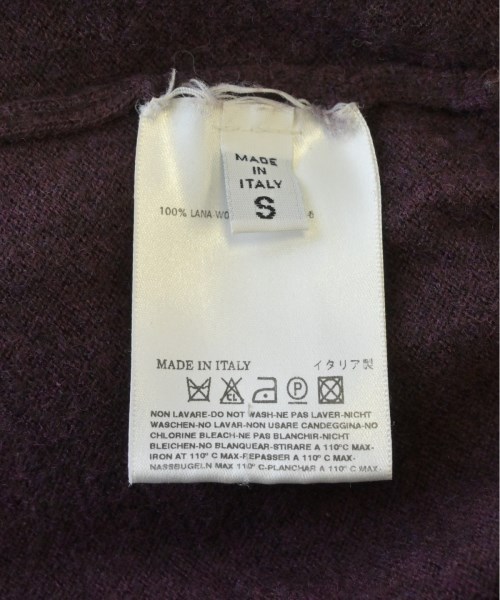 MADE
IN
ITALY
S
100% LANA
MADE IN ITALY イタリア製
CL P
NON LAVARE-DO NOT WASH-NE PAS LAVER-NICHT
WASCHEN-NO LAVAR-NON USARE CANDEGGINA-NO
CHLORINE BLEACH-NE PAS BLANCHIR-NICHT
BLEICHEN-NO BLANQUEAR-STIRARE A 110°C MAX-
IRON AT 110° C MAX-REPASSER A 110° C MAX-
NASSBUGELN MAX 110° C-PLANCHAR A 110° C MAX-